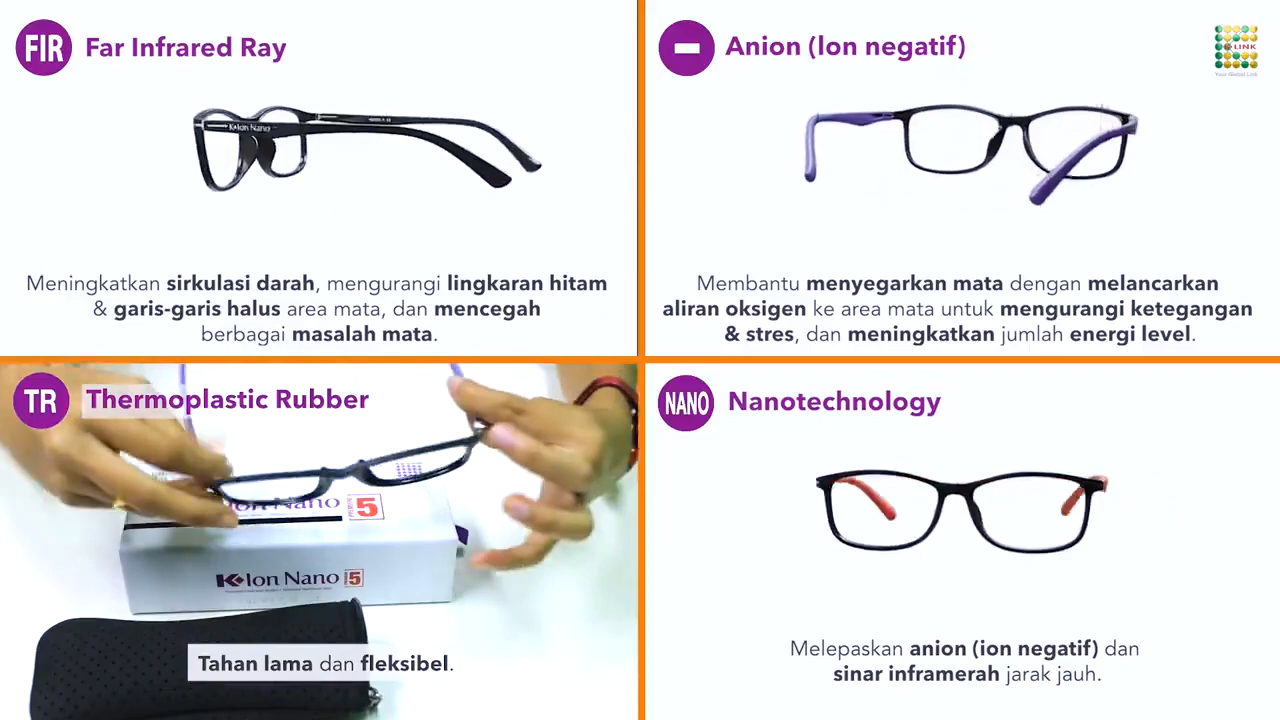 FIR
Far Infrared Ray
K-Ion Nano
Meningkatkan sirkulasi darah, mengurangi lingkaran hitam
& garis-garis halus area mata, dan mencegah
berbagai masalah mata.
Anion (Ion negatif)
K LINK
Your Global Link
Membantu menyegarkan mata dengan melancarkan
aliran oksigen ke area mata untuk mengurangi ketegangan
& stres, dan meningkatkan jumlah energi level.
TR
Thermoplastic Rubber
Ion Nano
5
K-Ion Nano 5
Tahan lama dan fleksibel.
NANO
Nanotechnology
Melepaskan anion (ion negatif) dan
sinar inframerah jarak jauh.